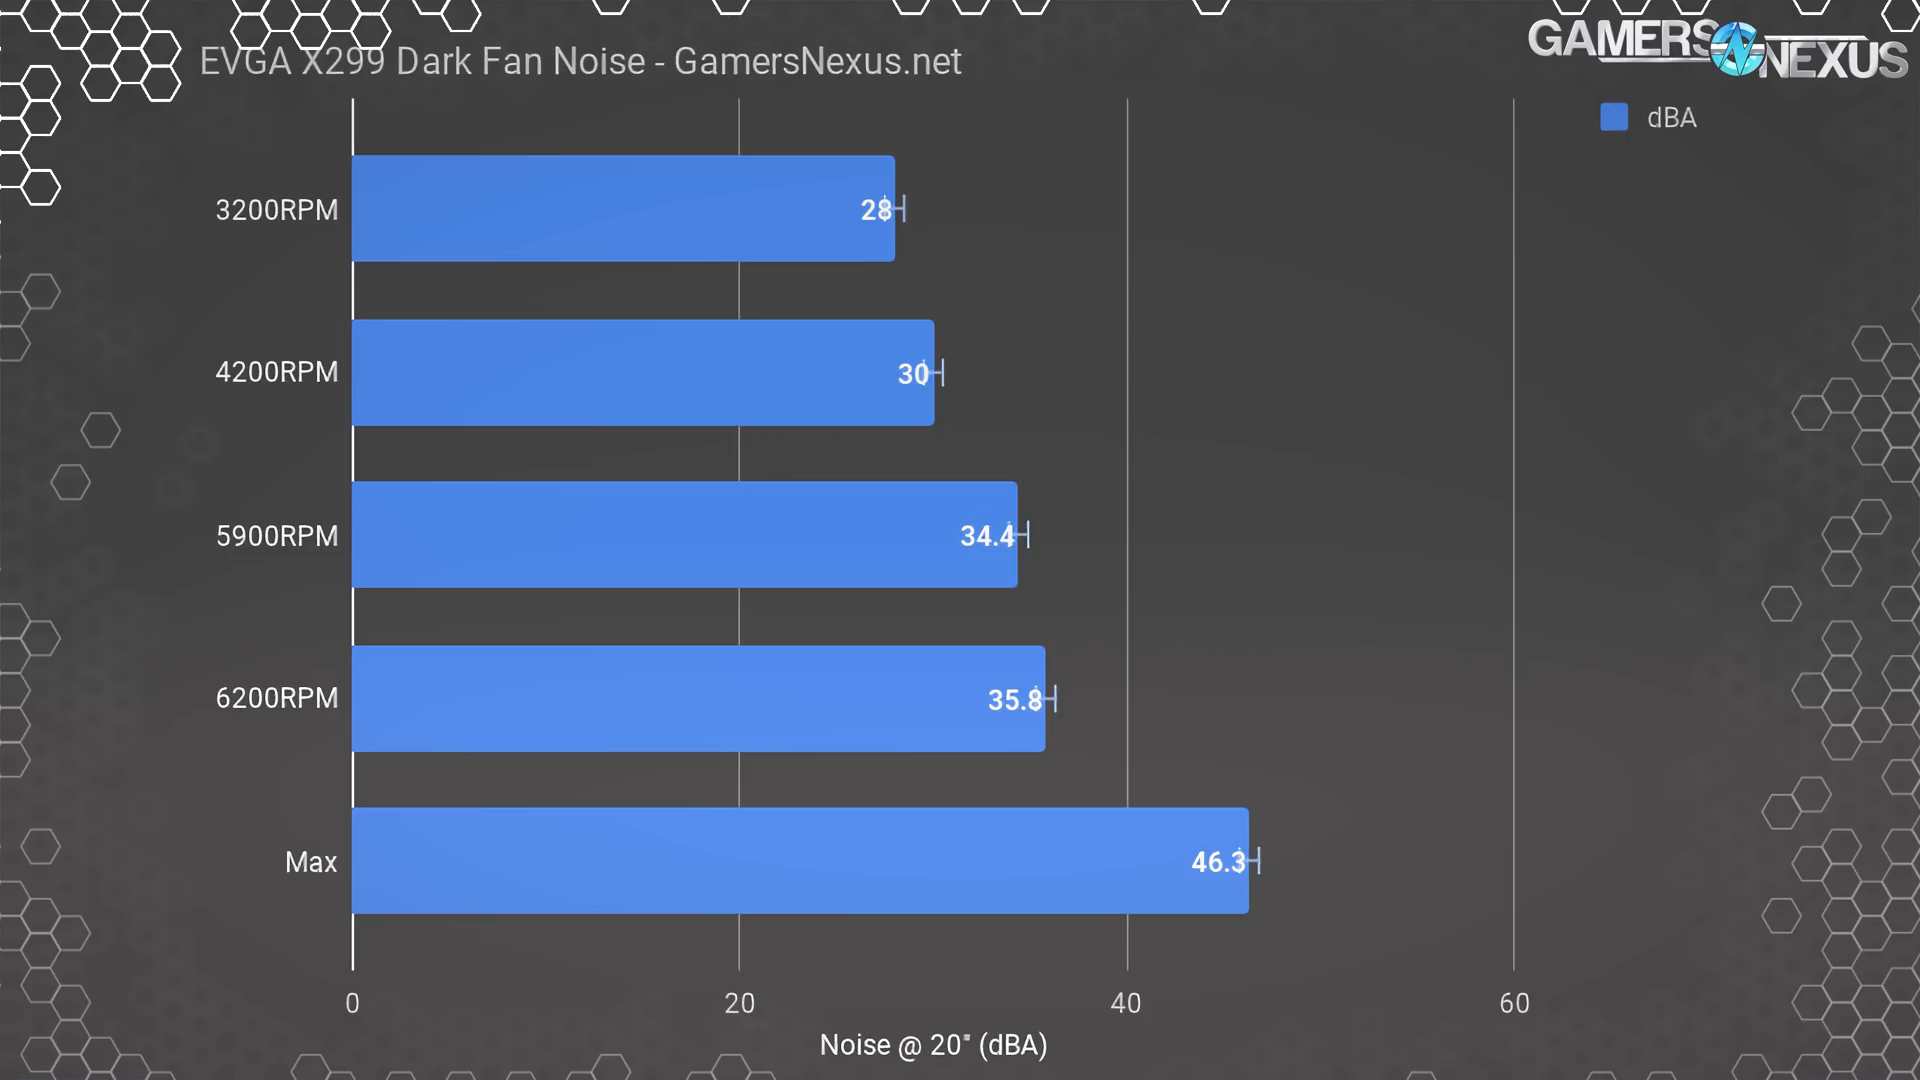 GAMERS NEXUS
EVGA X299 Dark Fan Noise - GamersNexus.net
dBA
3200RPM 28
4200RPM 30
5900RPM 34.4
6200RPM 35.8
Max 46.3
0 20 40 60
Noise @ 20" (dBA)